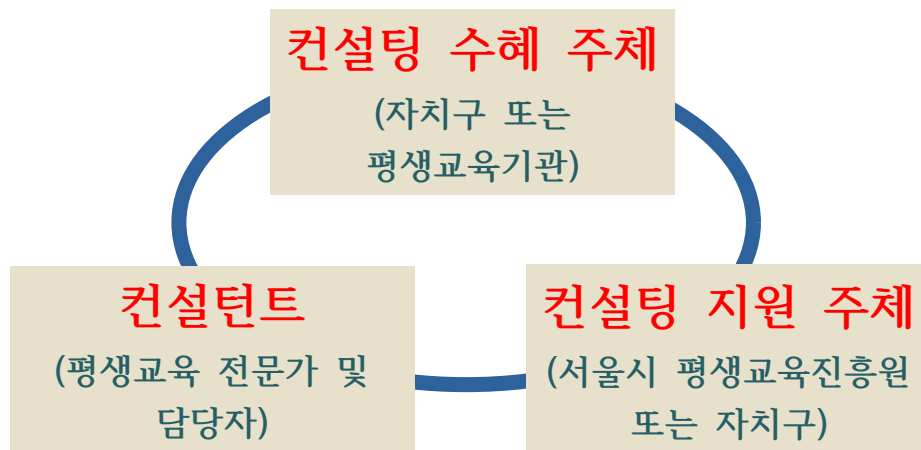 컨설팅 수혜 주체
(자치구 또는
평생교육기관)
컨설턴트
(평생교육 전문가 및
담당자)
컨설팅 지원 주체
(서울시 평생교육진흥원
또는 자치구)